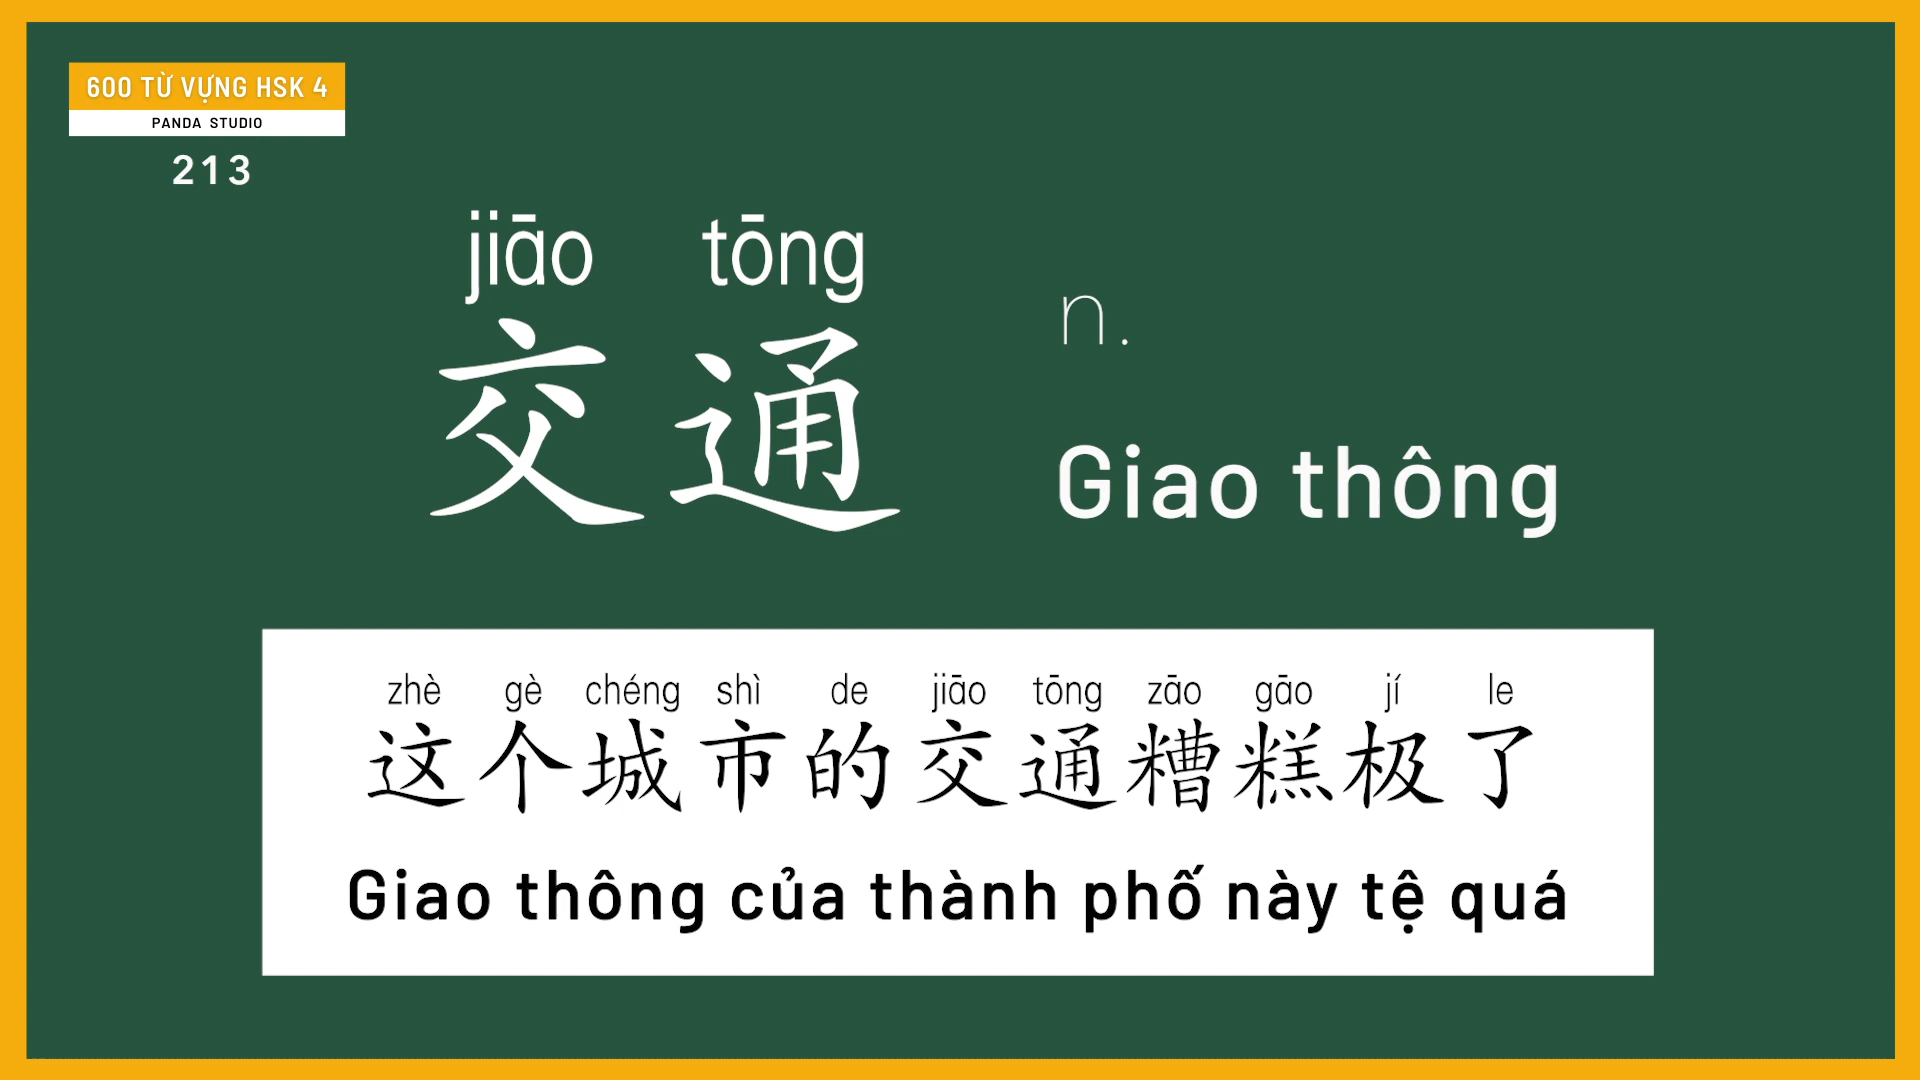 600 TỪ VỰNG HSK 4
PANDA STUDIO
213
jiāo tōng
交通
n.
Giao thông
zhè gè chéng shì de jiāo tōng zāo gāo jí le
这个城市的交通糟糕极了
Giao thông của thành phố này tệ quá